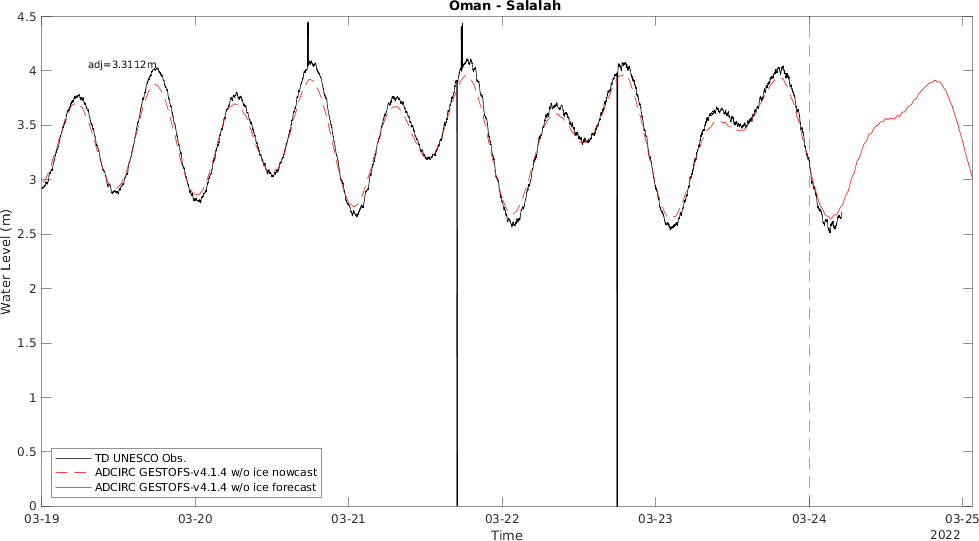 Oman - Salalah
4.5
4
3.5
3
2.5
2
1.5
1
0.5
0
Water Level (m)
adj=3.3112m
TD UNESCO Obs.
ADCIRC GESTOFS-v4.1.4 w/o ice nowcast
ADCIRC GESTOFS-v4.1.4 w/o ice forecast
03-19 03-20 03-21 03-22 03-23 03-24 03-25
Time
2022